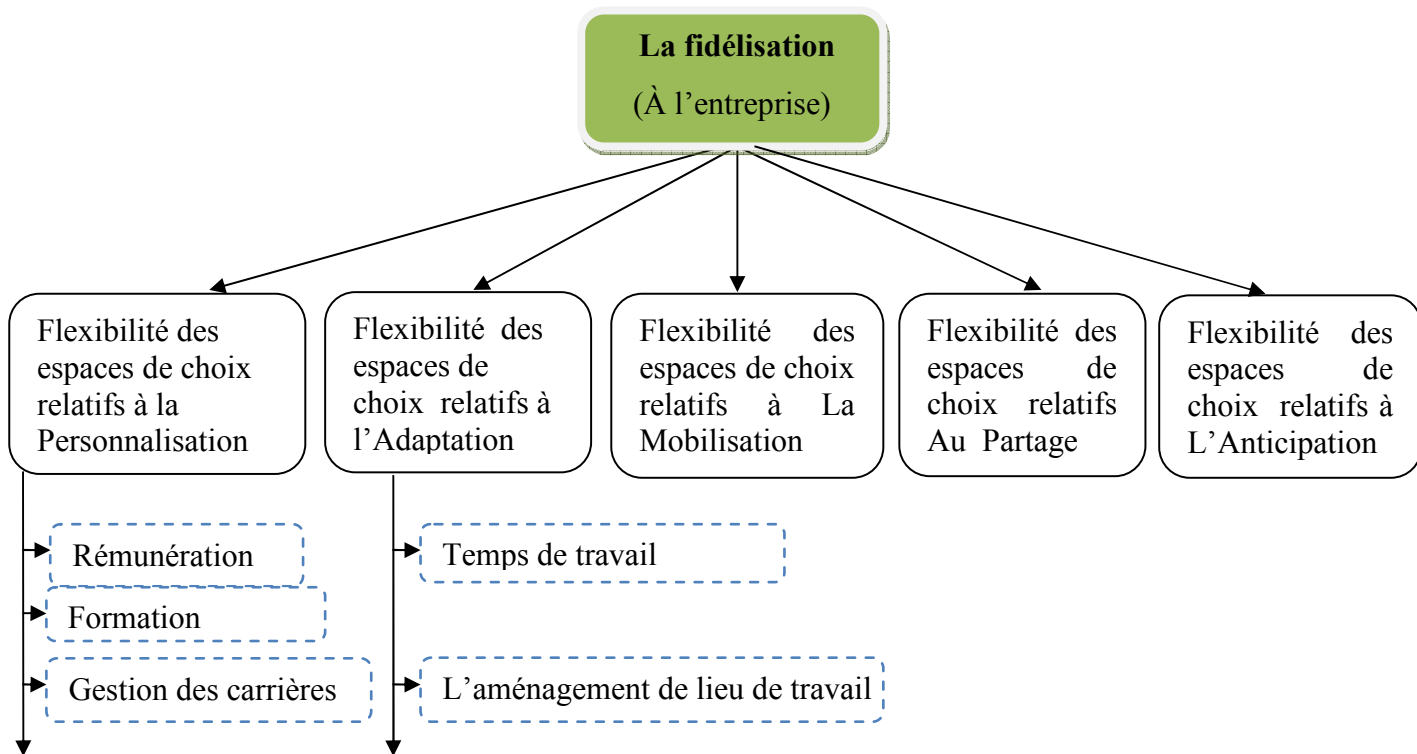 La fidélisation
(À l’entreprise)
Flexibilité des
espaces de choix
relatifs à la
Personnalisation
Flexibilité des
espaces de
choix relatifs à
l’Adaptation
Flexibilité des
espaces de choix
relatifs à La
Mobilisation
Flexibilité des
espaces de
choix relatifs
Au Partage
Flexibilité des
espaces de
choix relatifs à
L’Anticipation
Rémunération
Formation
Gestion des carrières
Temps de travail
L’aménagement de lieu de travail